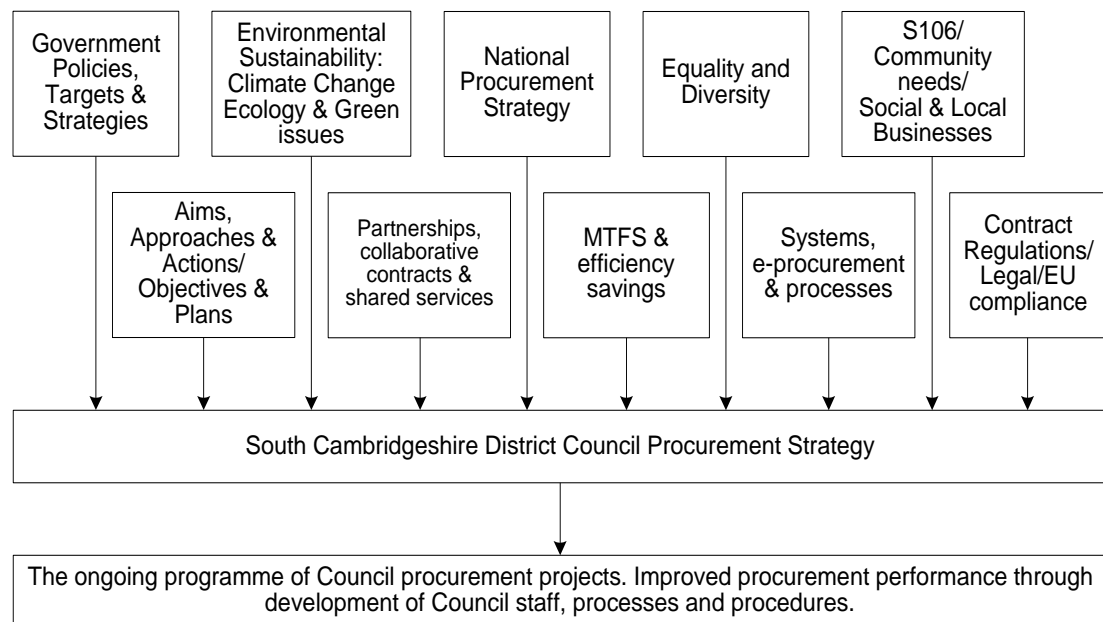 Government
Policies,
Targets &
Strategies
Environmental
Sustainability:
Climate Change
Ecology & Green
issues
National
Procurement
Strategy
Equality and
Diversity
S106/
Community
needs/
Social & Local
Businesses
Aims,
Approaches &
Actions/
Objectives &
Plans
Partnerships,
collaborative
contracts &
shared services
MTFS &
efficiency
savings
Systems,
e-procurement
& processes
Contract
Regulations/
Legal/EU
compliance
South Cambridgeshire District Council Procurement Strategy
The ongoing programme of Council procurement projects. Improved procurement performance through
development of Council staff, processes and procedures.